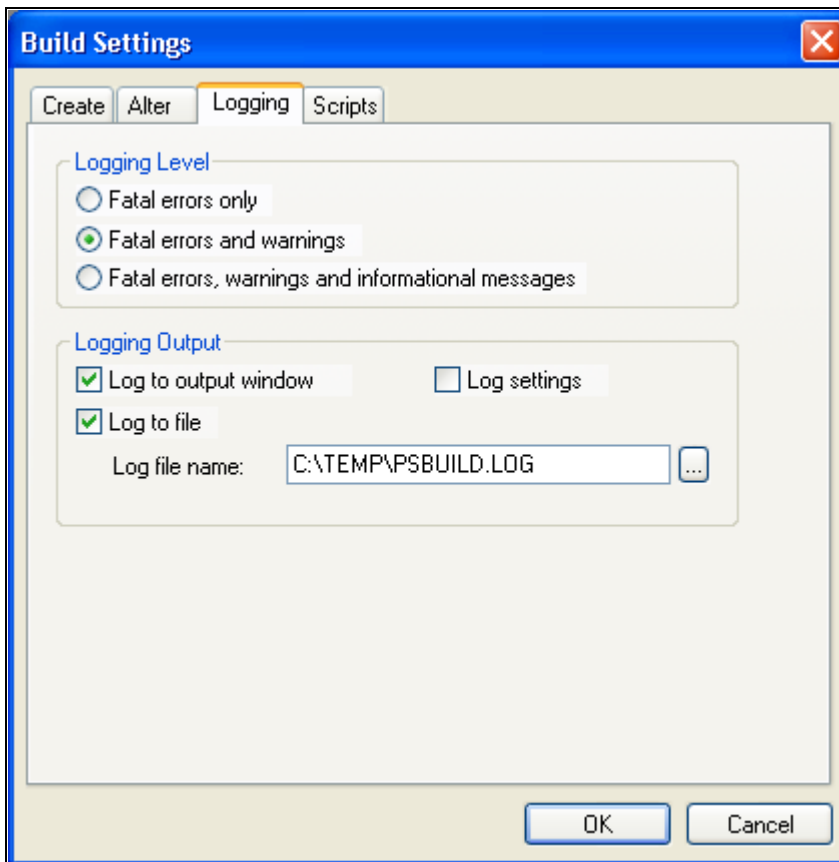 Build Settings
Create Alter Logging Scripts
Logging Level
Fatal errors only
Fatal errors and warnings
Fatal errors, warnings and informational messages
Logging Output
Log to output window Log settings
Log to file
Log file name: C:\TEMP\PSBUILD.LOG ...
OK Cancel